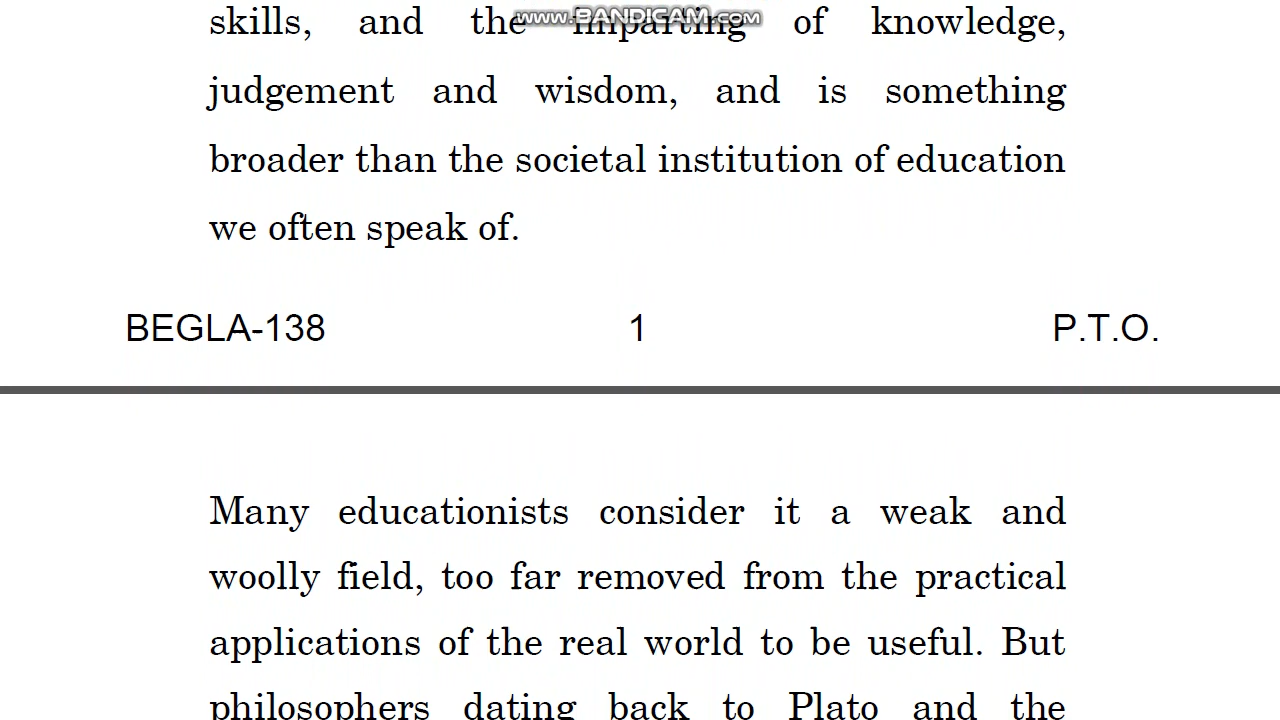 www.BANDICAM.com
skills, and the imparting of knowledge,
judgement and wisdom, and is something
broader than the societal institution of education
we often speak of.
BEGLA-138 1 P.T.O.
Many educationists consider it a weak and
woolly field, too far removed from the practical
applications of the real world to be useful. But
philosophers dating back to Plato and the